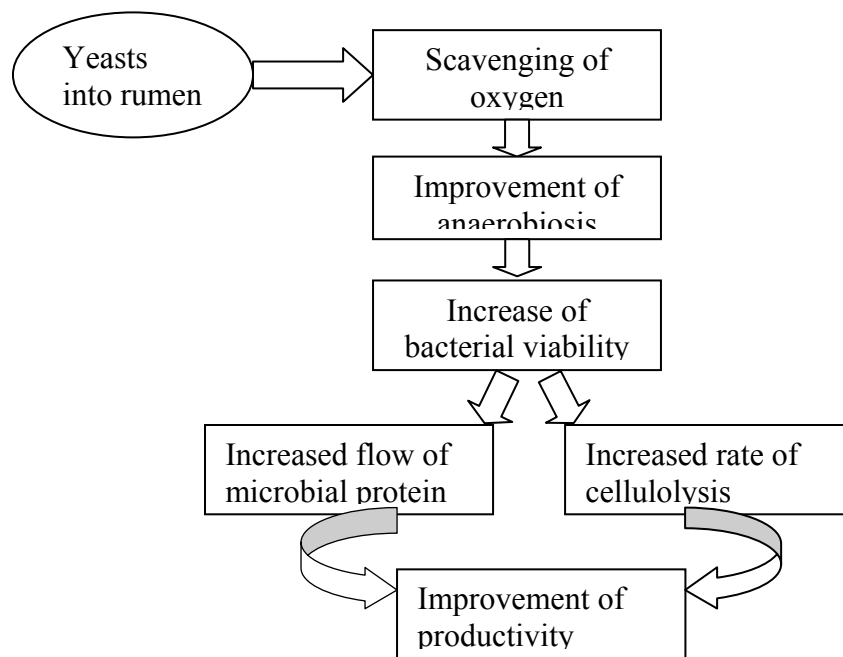 Yeasts
into rumen
Scavenging of
oxygen
Improvement of
anaerobiosis
Increase of
bacterial viability
Increased flow of
microbial protein
Increased rate of
cellulolysis
Improvement of
productivity